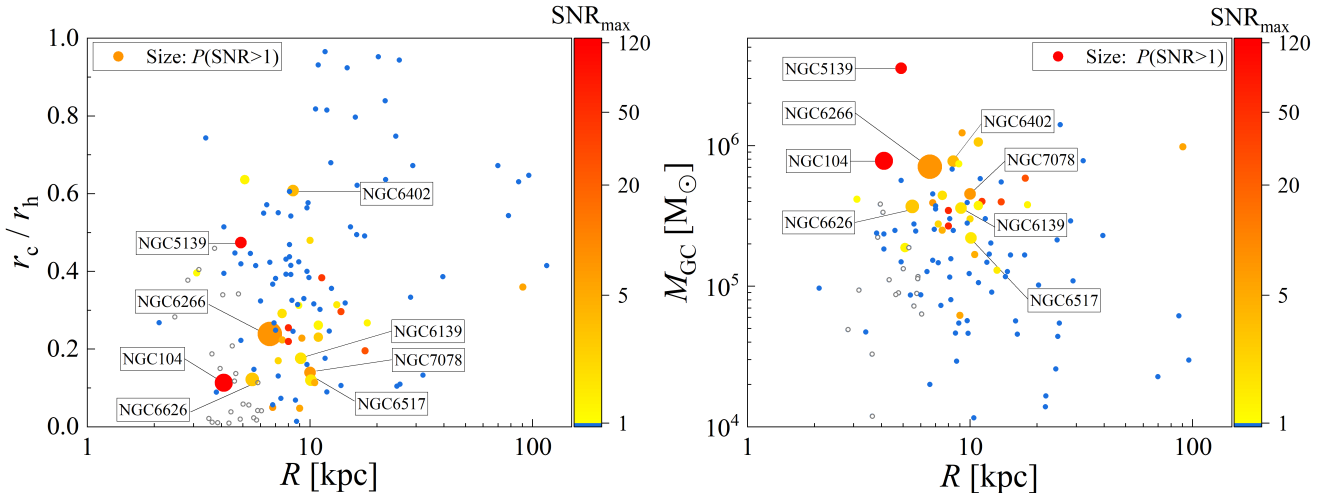 SNRmax
1.0
Size: P(SNR>1)
120
0.8
50
0.6
NGC6402
20
rc / rh
NGC5139
0.4
NGC6266
5
NGC6139
0.2
NGC104
NGC7078
NGC6626
NGC6517
0.0
1
1
10
100
R [kpc]
SNRmax
Size: P(SNR>1)
120
NGC5139
NGC6266
NGC6402
50
10^6
NGC104
NGC7078
20
NGC6626
NGC6139
MGC [M⊙]
10^5
NGC6517
5
10^4
1
1
10
100
R [kpc]